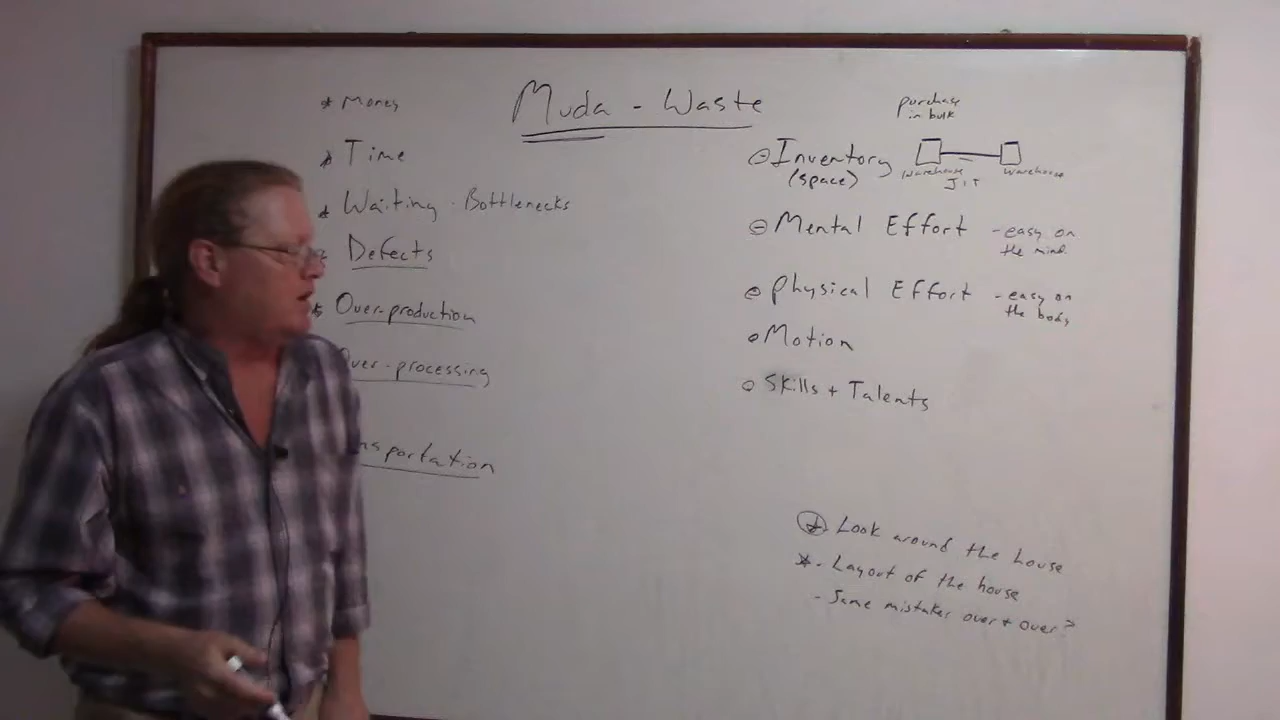 Muda - Waste
* Money
* Time
* Waiting - Bottlenecks
Defects
* Over-production
Over-processing
nsportation
purchase
in bulk
Inventory
(space)
Warehouse
JIT
Warehouse
Mental Effort - easy on
the mind.
Physical Effort - easy on
the body
Motion
Skills + Talents
* Look around the house
* - Layout of the house
- Same mistakes over + over?